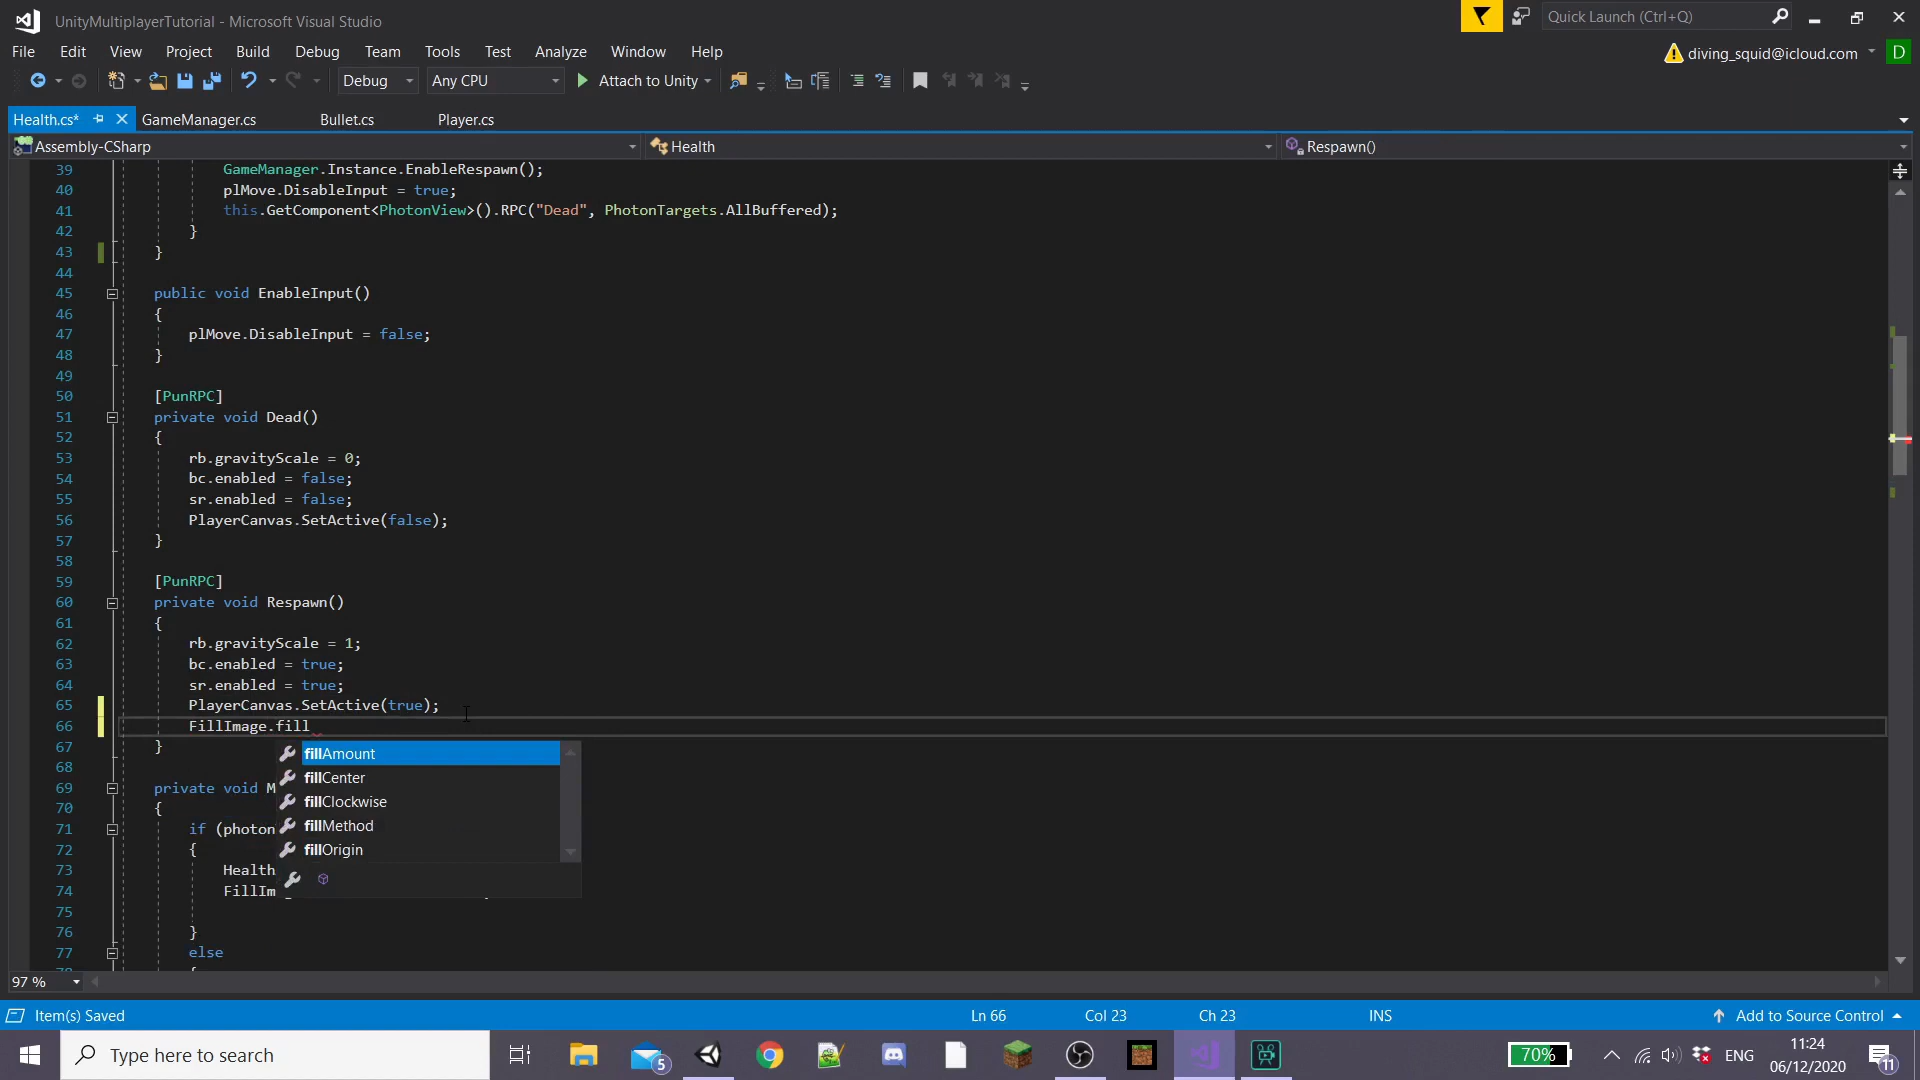 UnityMultiplayerTutorial - Microsoft Visual Studio
Quick Launch (Ctrl+Q)
File Edit View Project Build Debug Team Tools Test Analyze Window Help
diving_squid@icloud.com D
Debug Any CPU Attach to Unity
Health.cs* GameManager.cs Bullet.cs Player.cs
Assembly-CSharp Health Respawn()
39 GameManager.Instance.EnableRespawn();
40 plMove.DisableInput = true;
41 this.GetComponent<PhotonView>().RPC("Dead", PhotonTargets.AllBuffered);
42 }
43 }
44
45 public void EnableInput()
46 {
47 plMove.DisableInput = false;
48 }
49
50 [PunRPC]
51 private void Dead()
52 {
53 rb.gravityScale = 0;
54 bc.enabled = false;
55 sr.enabled = false;
56 PlayerCanvas.SetActive(false);
57 }
58
59 [PunRPC]
60 private void Respawn()
61 {
62 rb.gravityScale = 1;
63 bc.enabled = true;
64 sr.enabled = true;
65 PlayerCanvas.SetActive(true);
66 FillImage.fill
67 }
fillAmount
68
fillCenter
69 private void M
fillClockwise
70 {
fillMethod
71 if (photon
fillOrigin
72 {
73 Health
74 FillIm
75
76 }
77 else
78 {
97 %
Item(s) Saved Ln 66 Col 23 Ch 23 INS Add to Source Control
Type here to search 5 70% ENG 11:24
06/12/2020 11